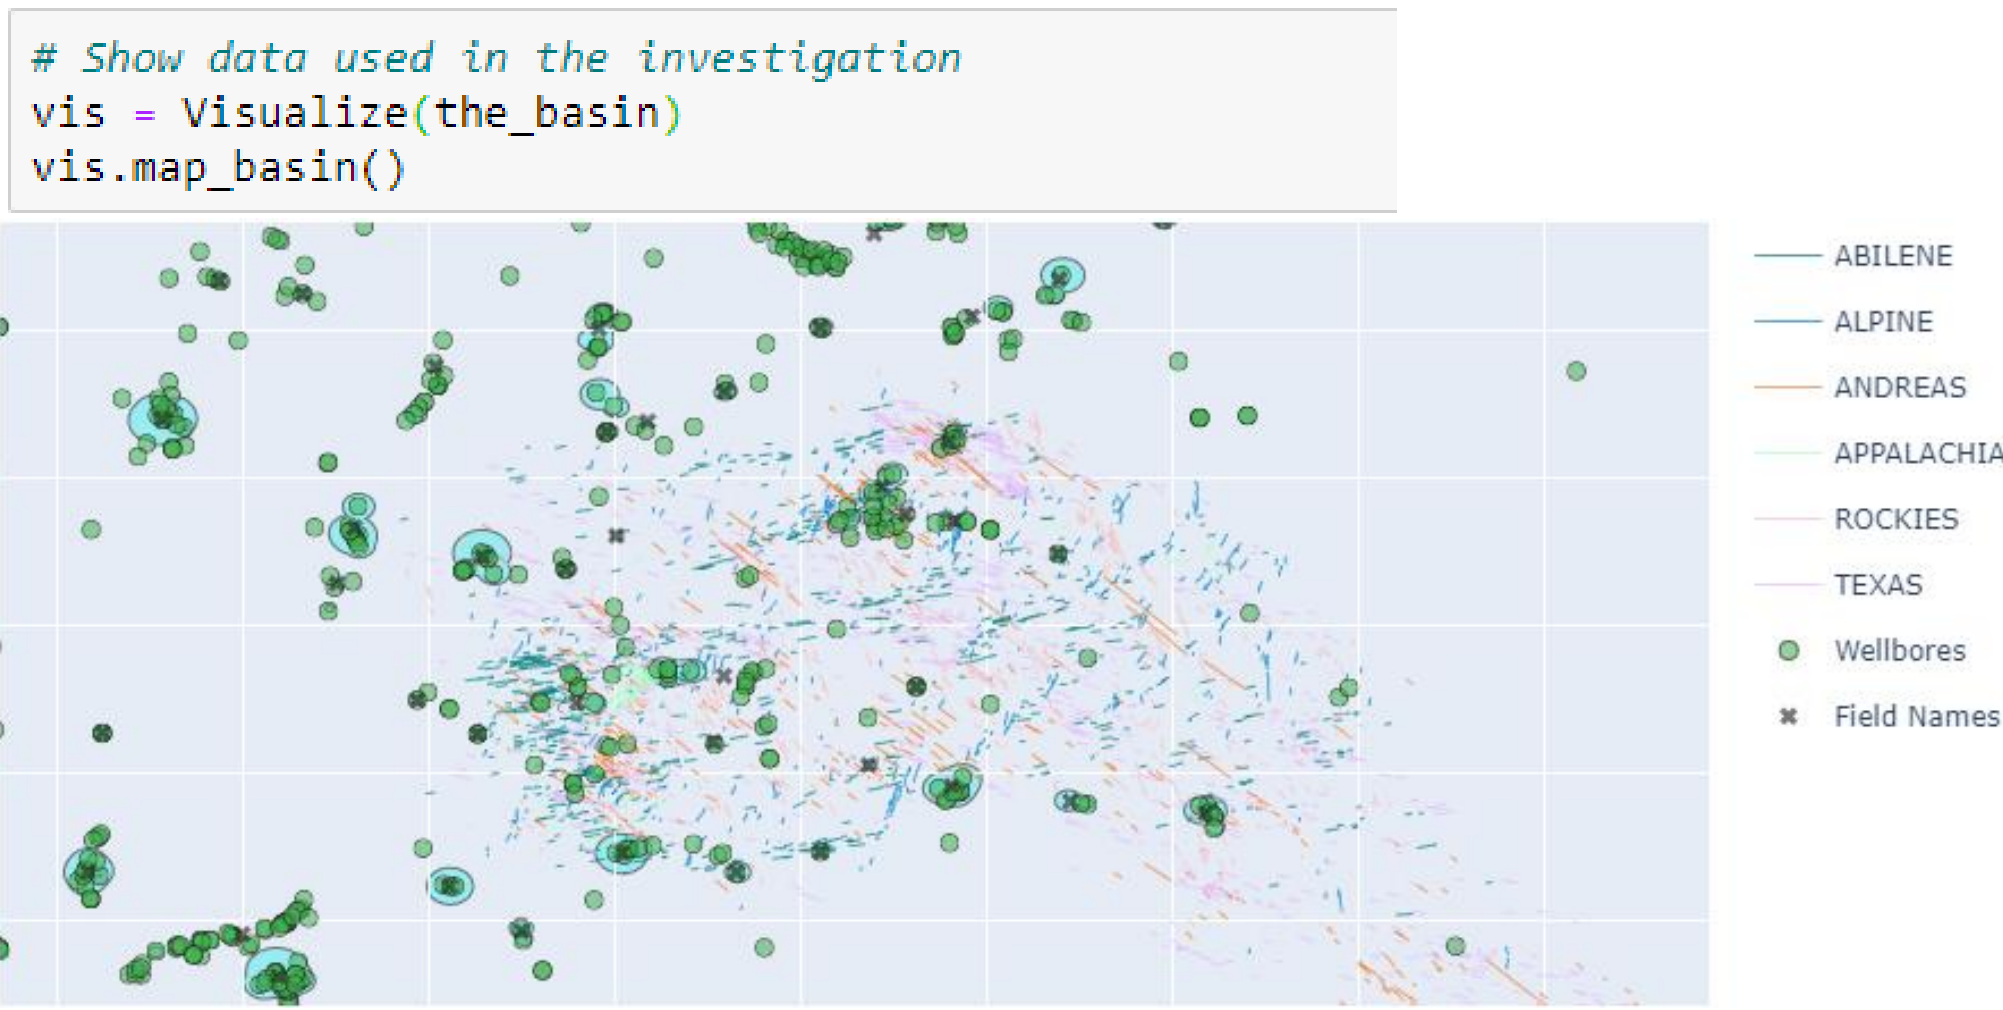 # Show data used in the investigation
vis = Visualize(the_basin)
vis.map_basin()
ABILENE
ALPINE
ANDREAS
APPALACHIA
ROCKIES
TEXAS
Wellbores
Field Names